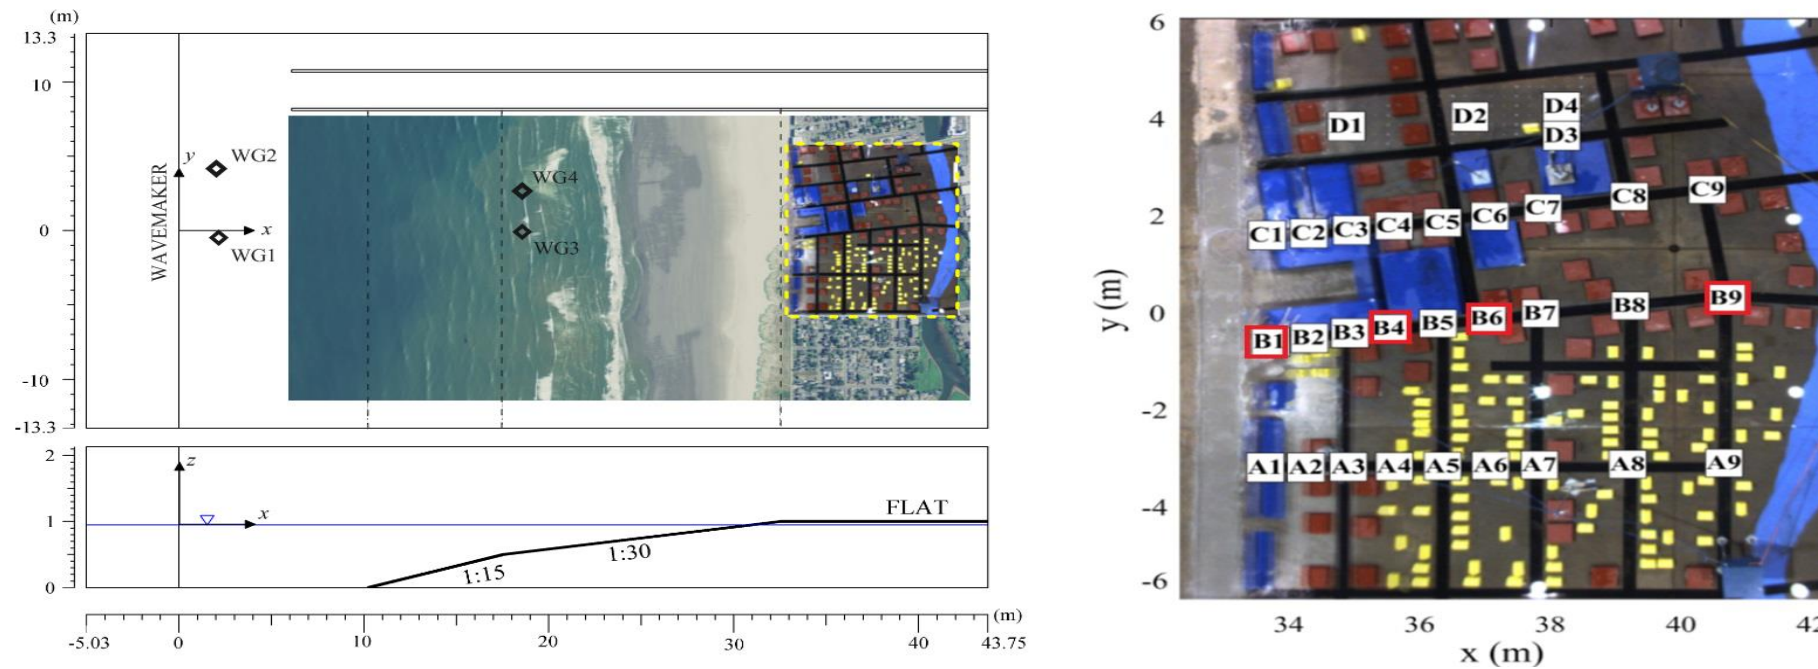 (m)
13.3
10
0
-10
-13.3
WAVEMAKER
y
x
WG2
WG1
WG4
WG3
2
1
0
z
x
1:15
1:30
FLAT
(m)
-5.03
0
10
20
30
40
43.75
6
4
2
0
-2
-4
-6
y (m)
D1
D2
D4
D3
C1
C2
C3
C4
C5
C6
C7
C8
C9
B1
B2
B3
B4
B5
B6
B7
B8
B9
A1
A2
A3
A4
A5
A6
A7
A8
A9
34
36
38
40
42
x (m)